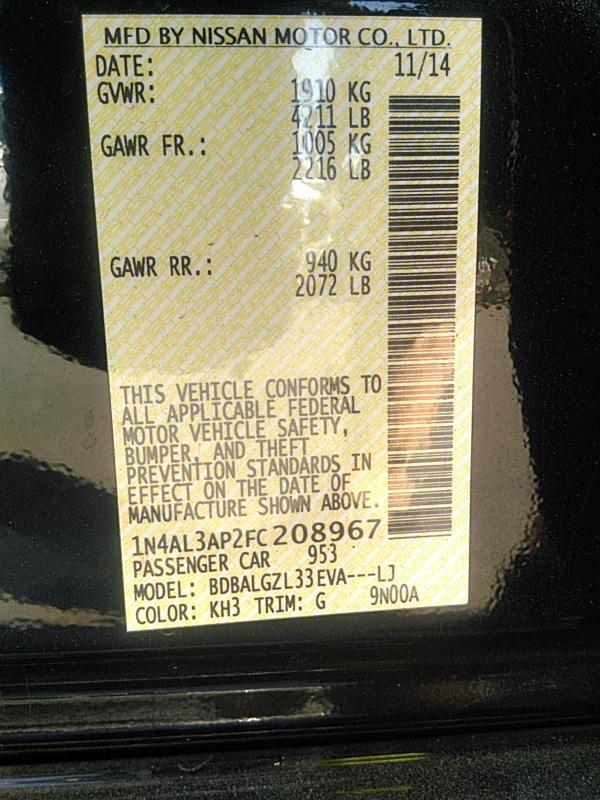 MFD BY NISSAN MOTOR CO., LTD.
DATE: 11/14
GVWR: 1910 KG
4211 LB
GAWR FR.: 1005 KG
2216 LB
GAWR RR.: 940 KG
2072 LB
THIS VEHICLE CONFORMS TO
ALL APPLICABLE FEDERAL
MOTOR VEHICLE SAFETY,
BUMPER, AND THEFT
PREVENTION STANDARDS IN
EFFECT ON THE DATE OF
MANUFACTURE SHOWN ABOVE.
1N4AL3AP2FC208967
PASSENGER CAR 953
MODEL: BDBALGZL33EVA---LJ
COLOR: KH3 TRIM: G 9N00A